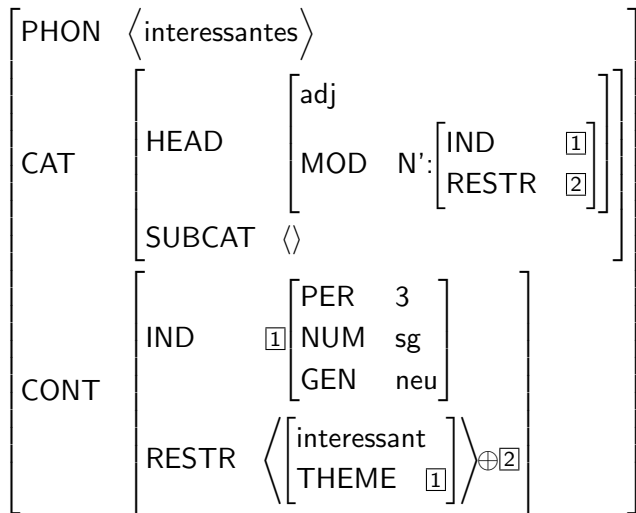 PHON ⟨interessantes⟩
adj
HEAD
MOD N':
IND 1
RESTR 2
CAT
SUBCAT ⟨⟩
PER 3
IND 1 NUM sg
GEN neu
CONT
interessant
RESTR ⟨ THEME 1 ⟩⊕2